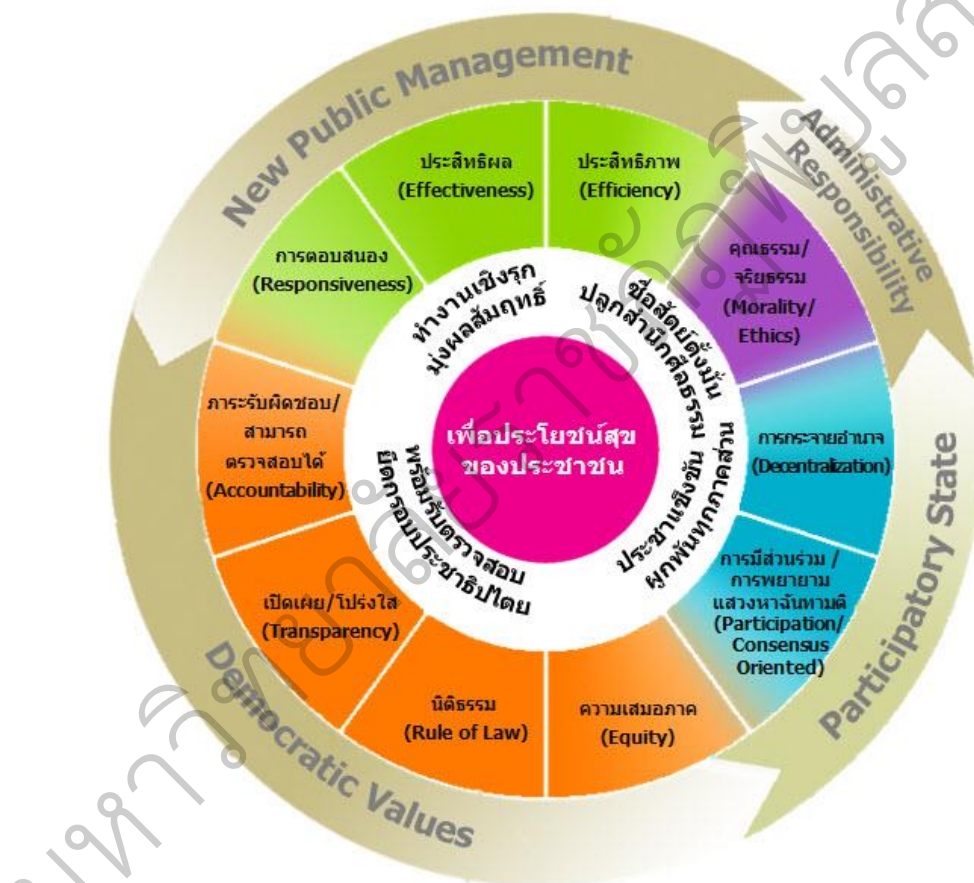 New Public Management
Administrative
Responsibility
Participatory State
Democratic Values
ประสิทธิผล
(Effectiveness)
ประสิทธิภาพ
(Efficiency)
คุณธรรม/
จริยธรรม
(Morality/
Ethics)
การกระจายอำนาจ
(Decentralization)
การมีส่วนร่วม /
การพยายาม
แสวงหาฉันทามติ
(Participation/
Consensus
Oriented)
ความเสมอภาค
(Equity)
นิติธรรม
(Rule of Law)
เปิดเผย/โปร่งใส
(Transparency)
ภาระรับผิดชอบ/
สามารถ
ตรวจสอบได้
(Accountability)
การตอบสนอง
(Responsiveness)
ทำงานเชิงรุก
มุ่งผลสัมฤทธิ์
ซื่อสัตย์ตั้งมั่น
ปลูกสำนึกศีลธรรม
ประชาแข็งขัน
ผูกพันทุกภาคส่วน
พร้อมรับตรวจสอบ
ยึดกรอบประชาธิปไตย
เพื่อประโยชน์สุข
ของประชาชน